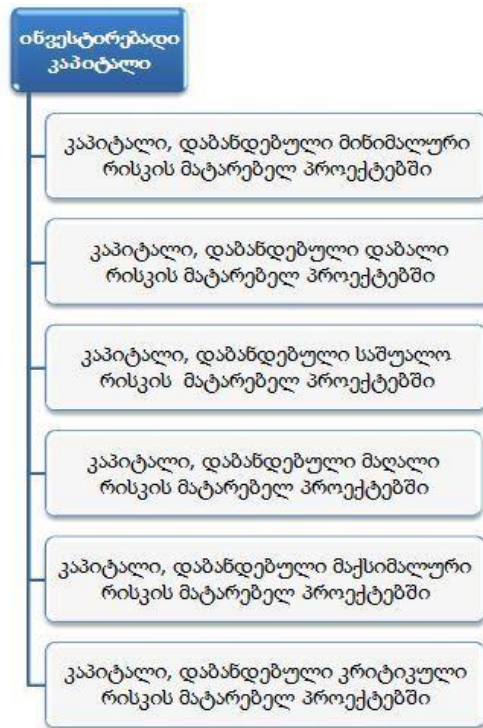 ინვესტირებადი
კაპიტალი
კაპიტალი, დაბანდებული მინიმალური
რისკის მატარებელ პროექტებში
კაპიტალი, დაბანდებული დაბალი
რისკის მატარებელ პროექტებში
კაპიტალი, დაბანდებული საშუალო
რისკის მატარებელ პროექტებში
კაპიტალი, დაბანდებული მაღალი
რისკის მატარებელ პროექტებში
კაპიტალი, დაბანდებული მაქსიმალური
რისკის მატარებელ პროექტებში
კაპიტალი, დაბანდებული კრიტიკული
რისკის მატარებელ პროექტებში